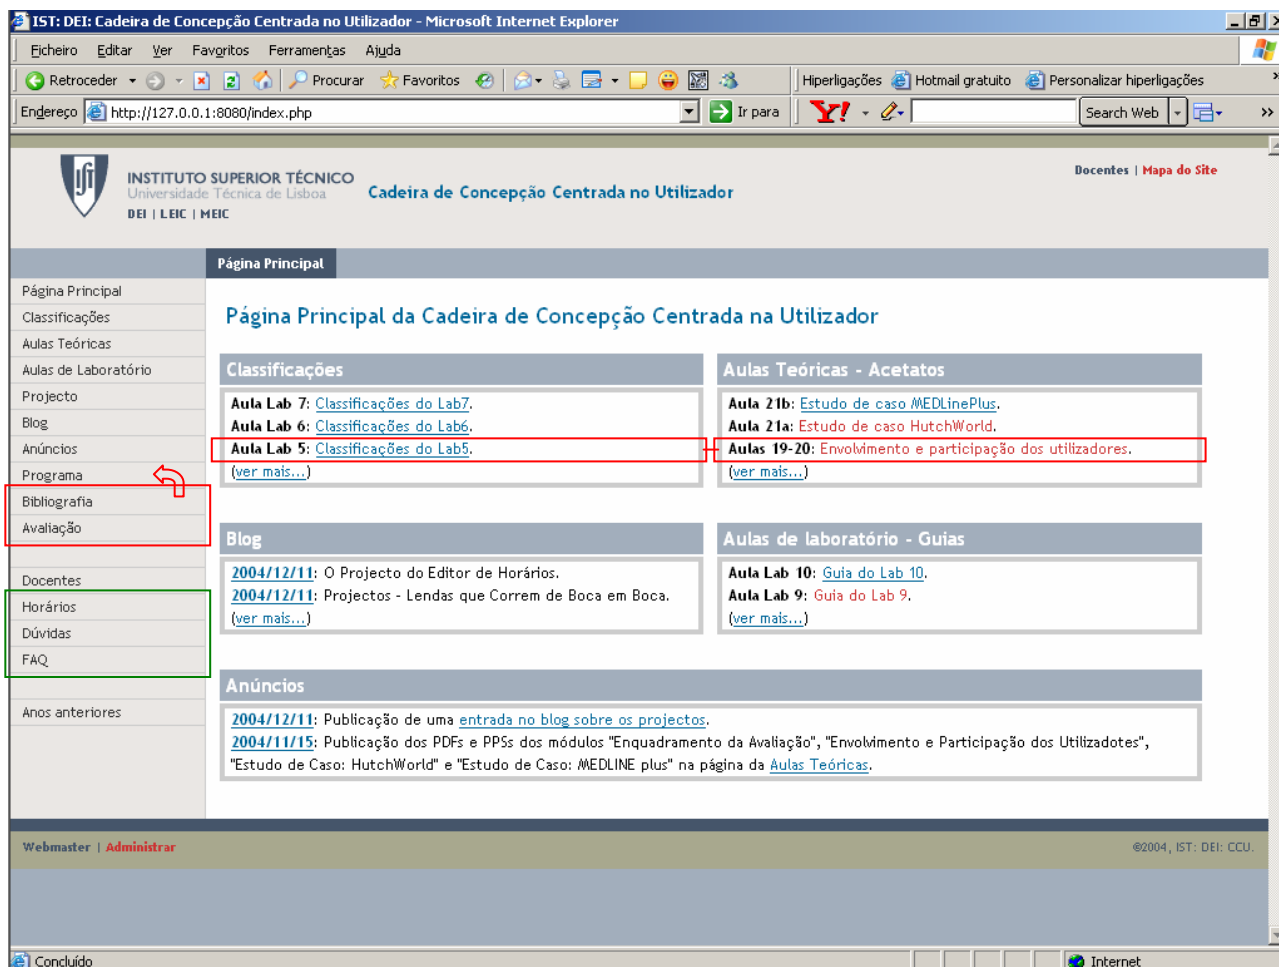 IST: DEI: Cadeira de Concepção Centrada no Utilizador - Microsoft Internet Explorer
Ficheiro Editar Ver Favoritos Ferramentas Ajuda
Retroceder Procurar Favoritos Hiperligações Hotmail gratuito Personalizar hiperligações »
Endereço http://127.0.0.1:8080/index.php Ir para Y! Search Web »
INSTITUTO SUPERIOR TÉCNICO
Universidade Técnica de Lisboa
DEI | LEIC | MEIC
Cadeira de Concepção Centrada no Utilizador
Docentes | Mapa do Site
Página Principal
Página Principal
Classificações
Aulas Teóricas
Aulas de Laboratório
Projecto
Blog
Anúncios
Programa
Bibliografia
Avaliação
Docentes
Horários
Dúvidas
FAQ
Anos anteriores
Página Principal da Cadeira de Concepção Centrada na Utilizador
Classificações
Aula Lab 7: Classificações do Lab7.
Aula Lab 6: Classificações do Lab6.
Aula Lab 5: Classificações do Lab5.
(ver mais...)
Aulas Teóricas - Acetatos
Aula 21b: Estudo de caso MEDLinePlus.
Aula 21a: Estudo de caso HutchWorld.
Aulas 19-20: Envolvimento e participação dos utilizadores.
(ver mais...)
Blog
2004/12/11: O Projecto do Editor de Horários.
2004/12/11: Projectos - Lendas que Correm de Boca em Boca.
(ver mais...)
Aulas de laboratório - Guias
Aula Lab 10: Guia do Lab 10.
Aula Lab 9: Guia do Lab 9.
(ver mais...)
Anúncios
2004/12/11: Publicação de uma entrada no blog sobre os projectos.
2004/11/15: Publicação dos PDFs e PPSs dos módulos "Enquadramento da Avaliação", "Envolvimento e Participação dos Utilizadotes",
"Estudo de Caso: HutchWorld" e "Estudo de Caso: MEDLINE plus" na página da Aulas Teóricas.
Webmaster | Administrar
©2004, IST: DEI: CCU.
Concluído
Internet